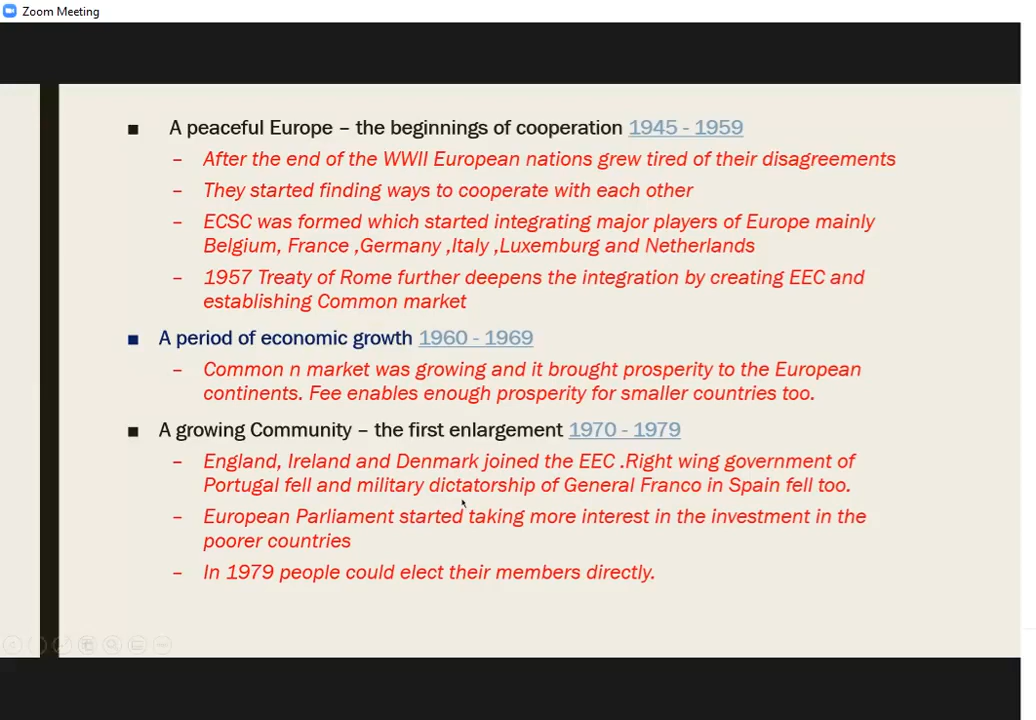 Zoom Meeting
A peaceful Europe – the beginnings of cooperation 1945 - 1959
– After the end of the WWII European nations grew tired of their disagreements
– They started finding ways to cooperate with each other
– ECSC was formed which started integrating major players of Europe mainly
Belgium, France ,Germany ,Italy ,Luxemburg and Netherlands
– 1957 Treaty of Rome further deepens the integration by creating EEC and
establishing Common market
A period of economic growth 1960 - 1969
– Common n market was growing and it brought prosperity to the European
continents. Fee enables enough prosperity for smaller countries too.
A growing Community – the first enlargement 1970 - 1979
– England, Ireland and Denmark joined the EEC .Right wing government of
Portugal fell and military dictatorship of General Franco in Spain fell too.
– European Parliament started taking more interest in the investment in the
poorer countries
– In 1979 people could elect their members directly.